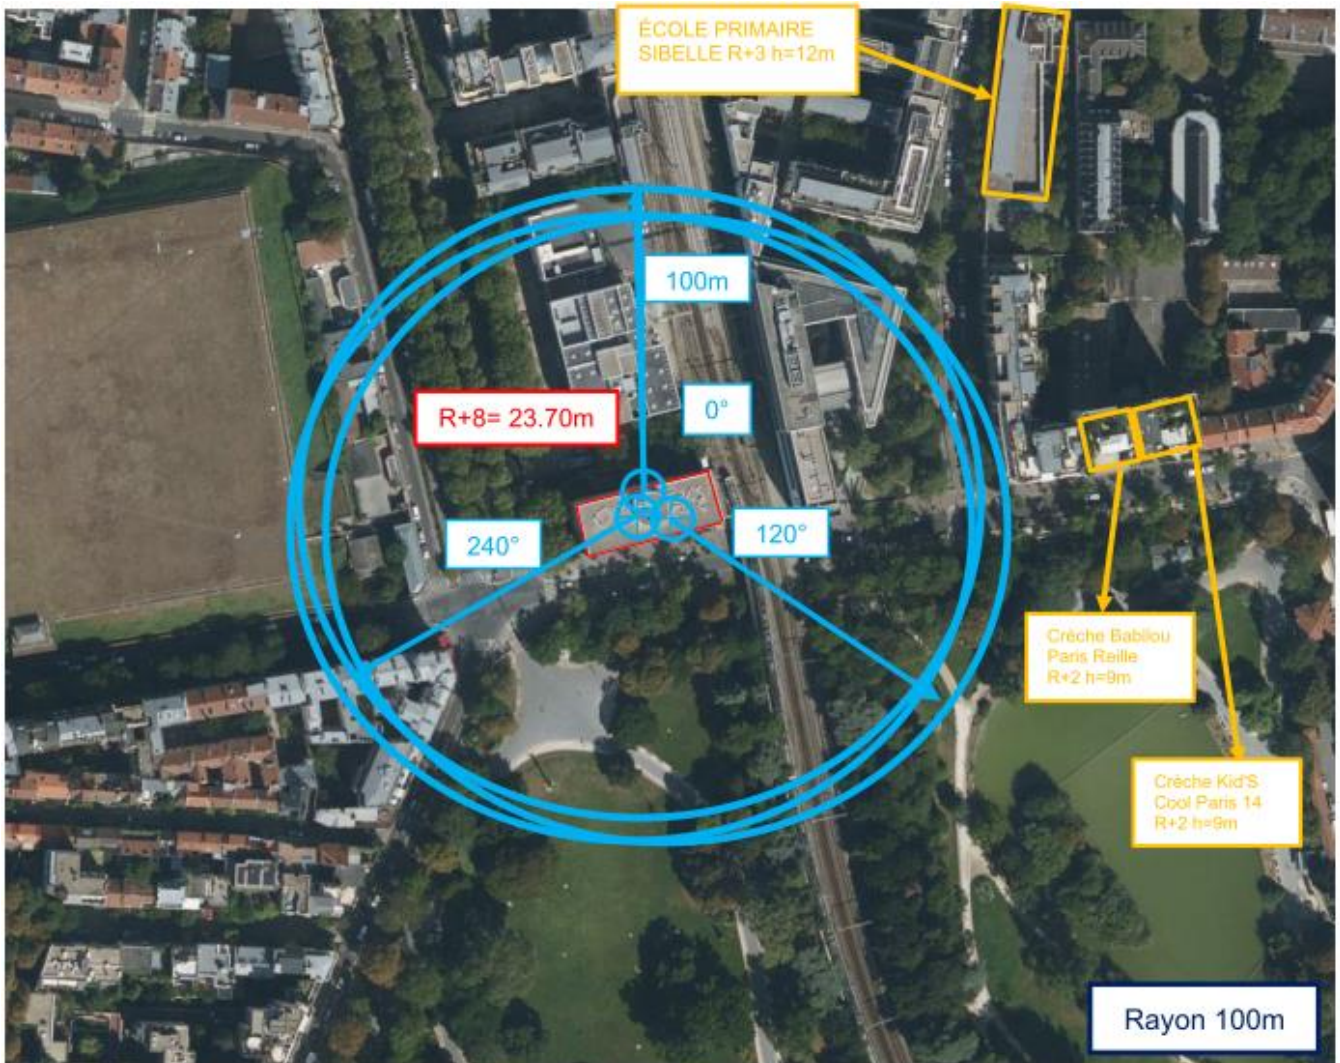 ÉCOLE PRIMAIRE
SIBELLE R+3 h=12m
100m
R+8= 23.70m
0°
240°
120°
Crèche Babilou
Paris Reille
R+2 h=9m
Crèche Kid'S
Cool Paris 14
R+2 h=9m
Rayon 100m